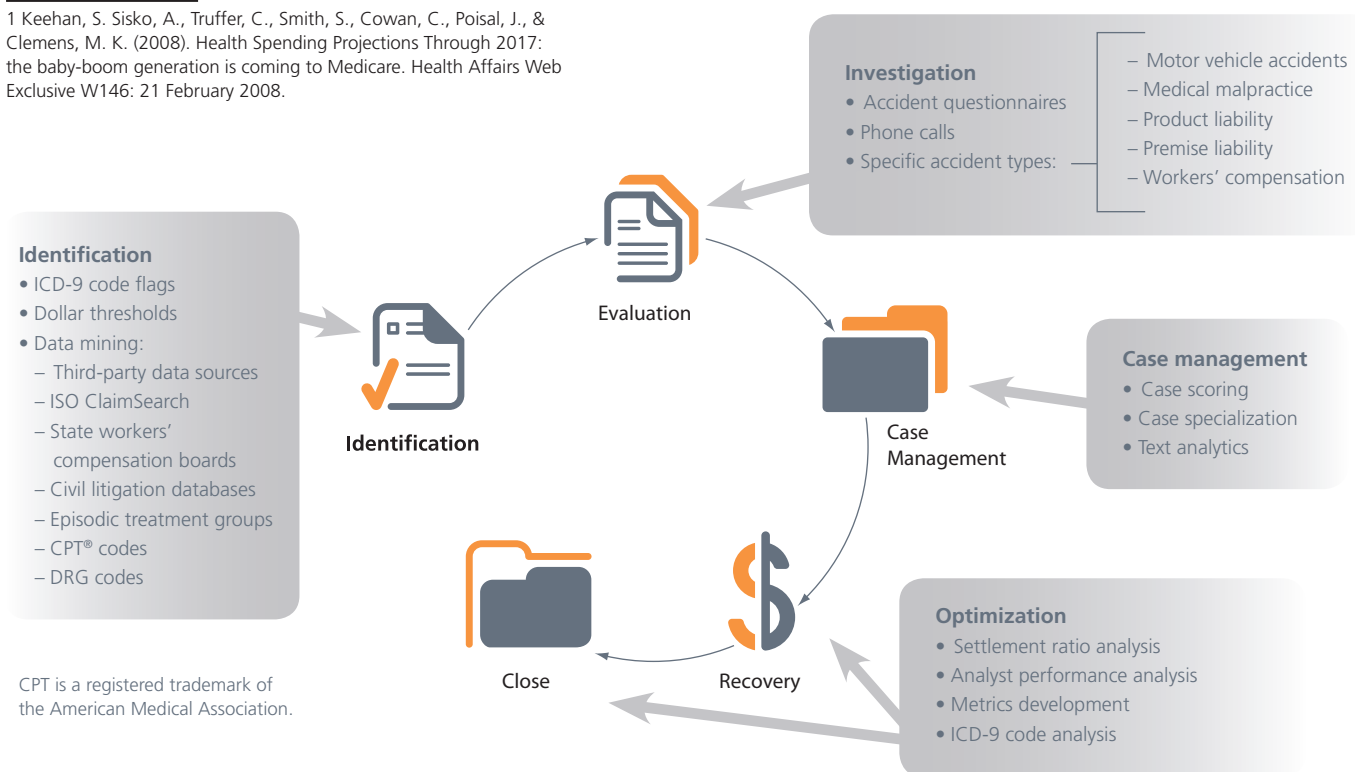 1 Keehan, S. Sisko, A., Truffer, C., Smith, S., Cowan, C., Poisal, J., &
Clemens, M. K. (2008). Health Spending Projections Through 2017:
the baby-boom generation is coming to Medicare. Health Affairs Web
Exclusive W146: 21 February 2008.
Investigation
• Accident questionnaires
• Phone calls
• Specific accident types:
– Motor vehicle accidents
– Medical malpractice
– Product liability
– Premise liability
– Workers’ compensation
Identification
• ICD-9 code flags
• Dollar thresholds
• Data mining:
– Third-party data sources
– ISO ClaimSearch
– State workers’
compensation boards
– Civil litigation databases
– Episodic treatment groups
– CPT® codes
– DRG codes
Identification
Evaluation
Case
Management
Case management
• Case scoring
• Case specialization
• Text analytics
Recovery
Close
Optimization
• Settlement ratio analysis
• Analyst performance analysis
• Metrics development
• ICD-9 code analysis
CPT is a registered trademark of
the American Medical Association.